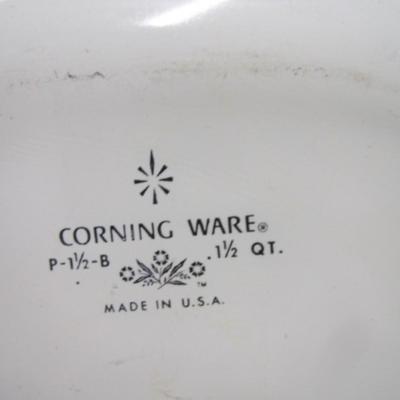 CORNING WARE®
P-1½-B .1½ QT.
™
MADE IN U.S.A.